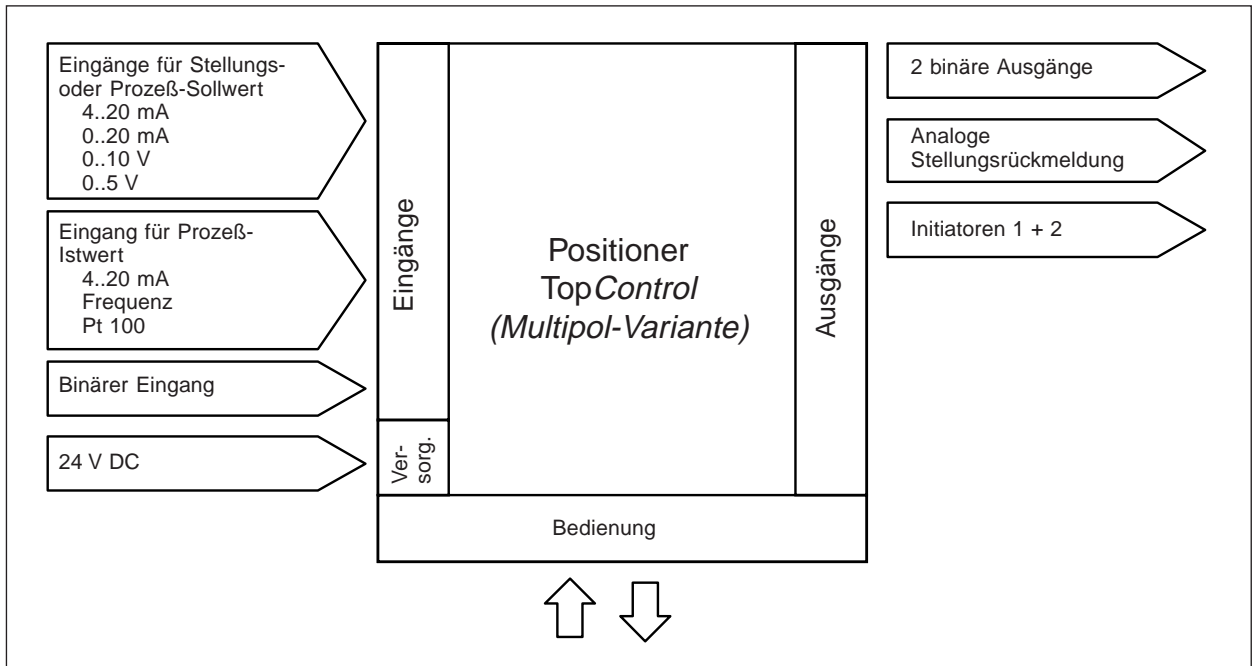 Eingänge für Stellungs-
oder Prozeß-Sollwert
4..20 mA
0..20 mA
0..10 V
0..5 V
Eingang für Prozeß-
Istwert
4..20 mA
Frequenz
Pt 100
Binärer Eingang
24 V DC
Eingänge
Ver-
sorg.
Positioner
TopControl
(Multipol-Variante)
Bedienung
Ausgänge
2 binäre Ausgänge
Analoge
Stellungsrückmeldung
Initiatoren 1 + 2